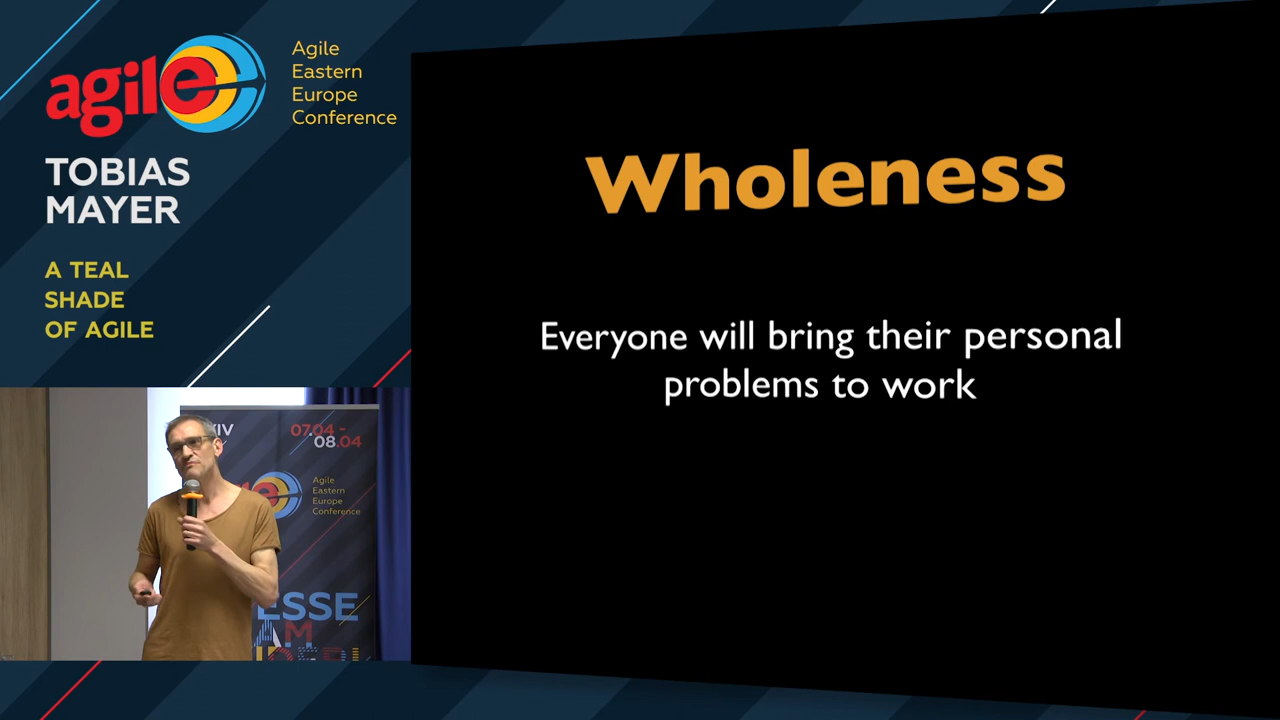 agile
Agile
Eastern
Europe
Conference
TOBIAS
MAYER
A TEAL
SHADE
OF AGILE
Wholeness
Everyone will bring their personal
problems to work
07.04 -
08.04
Agile
Eastern
Europe
Conference